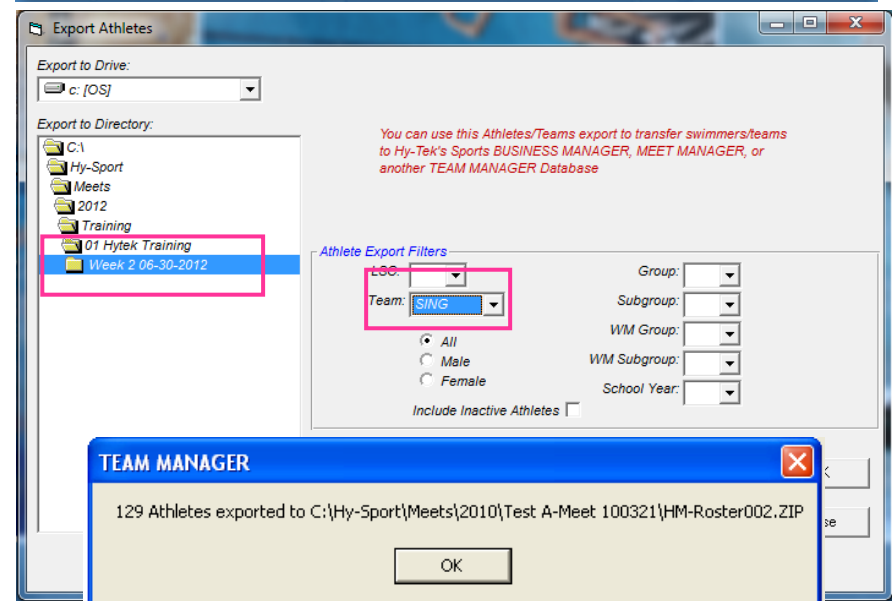 Export Athletes
Export to Drive:
c: [OS]
Export to Directory:
C:\
Hy-Sport
Meets
2012
Training
01 Hytek Training
Week 2 06-30-2012
You can use this Athletes/Teams export to transfer swimmers/teams
to Hy-Tek's Sports BUSINESS MANAGER, MEET MANAGER, or
another TEAM MANAGER Database
Athlete Export Filters
LSC:
Group:
Team: SING
Subgroup:
All
WM Group:
Male
WM Subgroup:
Female
School Year:
Include Inactive Athletes
TEAM MANAGER
129 Athletes exported to C:\Hy-Sport\Meets\2010\Test A-Meet 100321\HM-Roster002.ZIP
OK